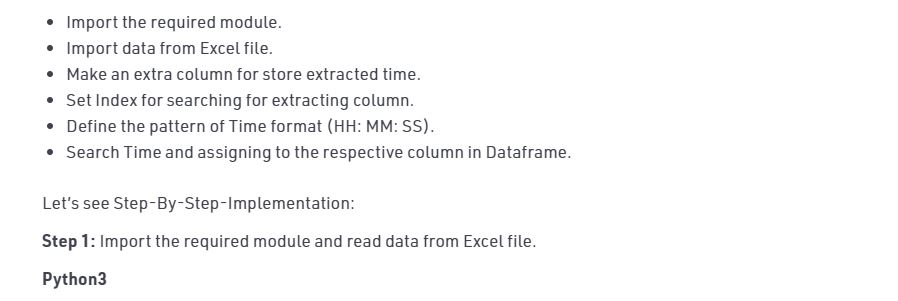 • Import the required module.
• Import data from Excel file.
• Make an extra column for store extracted time.
• Set Index for searching for extracting column.
• Define the pattern of Time format (HH: MM: SS).
• Search Time and assigning to the respective column in Dataframe.
Let's see Step-By-Step-Implementation:
Step 1: Import the required module and read data from Excel file.
Python3